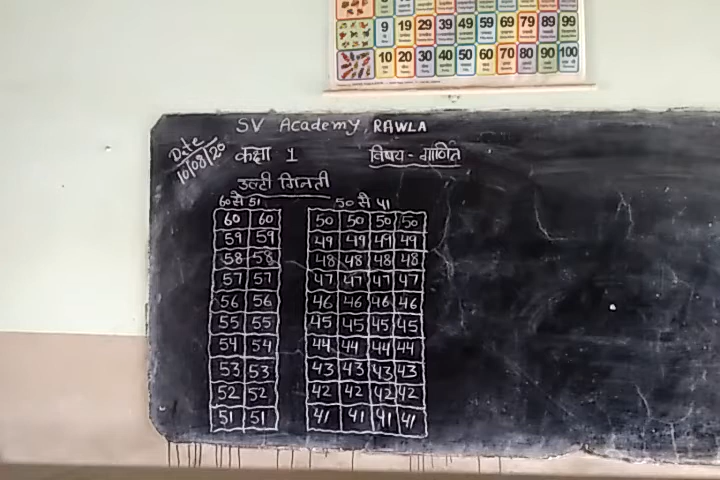 9 19 29 39 49 59 69 79 89 99
10 20 30 40 50 60 70 80 90 100
SV Academy, RAWLA
Date
10/08/20
कक्षा 1 विषय - गणित
उल्टी गिनती
60 से 51 50 से 41
60 60 50 50 50 50
59 59 49 49 49 49
58 58 48 48 48 48
57 57 47 47 47 47
56 56 46 46 46 46
55 55 45 45 45 45
54 54 44 44 44 44
53 53 43 43 43 43
52 52 42 42 42 42
51 51 41 41 41 41